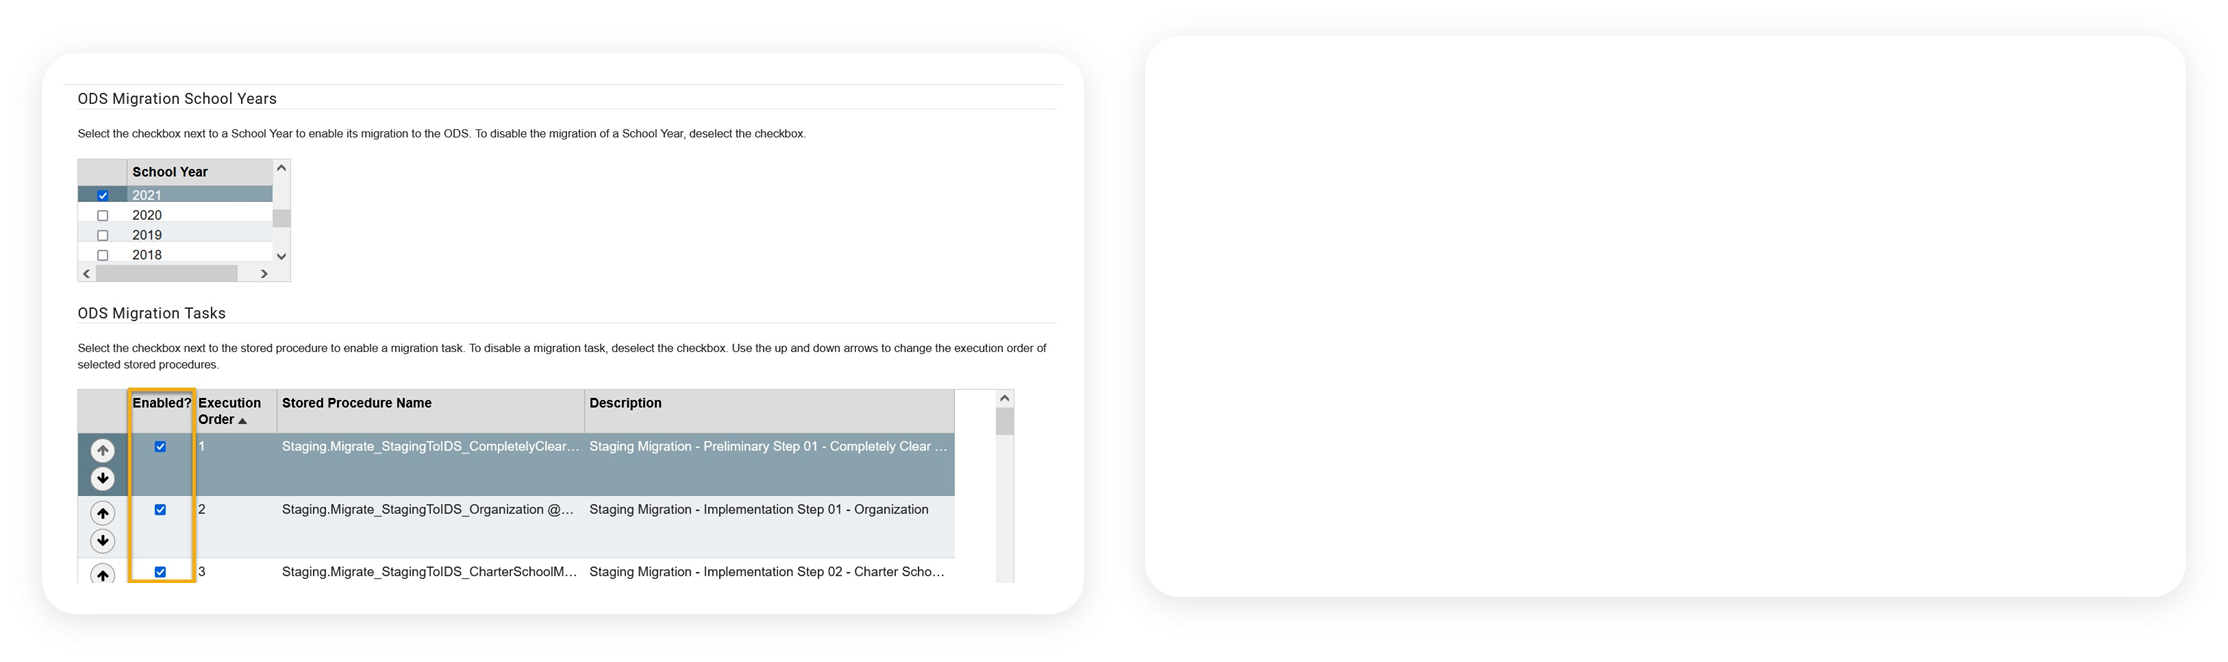 ODS Migration School Years
Select the checkbox next to a School Year to enable its migration to the ODS. To disable the migration of a School Year, deselect the checkbox.
School Year
2021
2020
2019
2018
ODS Migration Tasks
Select the checkbox next to the stored procedure to enable a migration task. To disable a migration task, deselect the checkbox. Use the up and down arrows to change the execution order of
selected stored procedures.
Enabled? Execution Order Stored Procedure Name Description
1 Staging.Migrate_StagingToIDS_CompletelyClear... Staging Migration - Preliminary Step 01 - Completely Clear ...
2 Staging.Migrate_StagingToIDS_Organization @... Staging Migration - Implementation Step 01 - Organization
3 Staging.Migrate_StagingToIDS_CharterSchoolM... Staging Migration - Implementation Step 02 - Charter Scho...